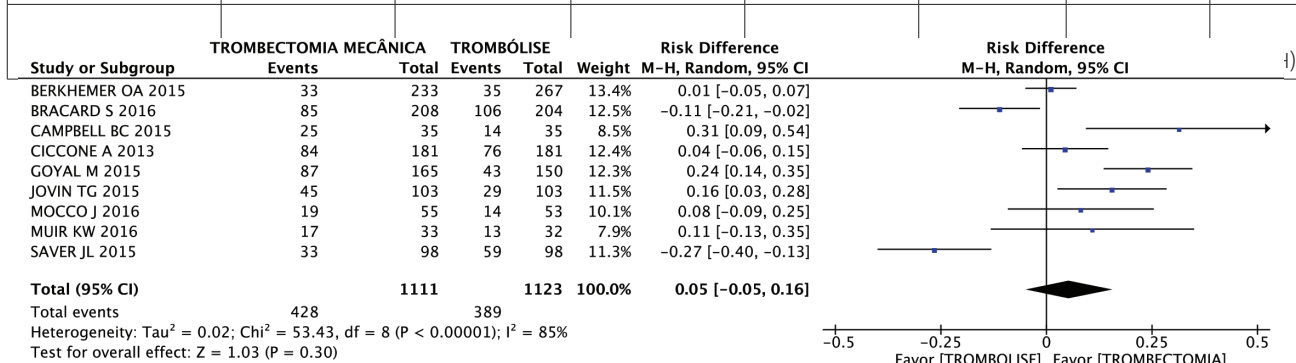 TROMBECTOMIA MECÂNICA TROMBÓLISE Risk Difference Risk Difference
Study or Subgroup Events Total Events Total Weight M-H, Random, 95% CI M-H, Random, 95% CI
BERKHEMER OA 2015 33 233 35 267 13.4% 0.01 [-0.05, 0.07]
BRACARD S 2016 85 208 106 204 12.5% -0.11 [-0.21, -0.02]
CAMPBELL BC 2015 25 35 14 35 8.5% 0.31 [0.09, 0.54]
CICCONE A 2013 84 181 76 181 12.4% 0.04 [-0.06, 0.15]
GOYAL M 2015 87 165 43 150 12.3% 0.24 [0.14, 0.35]
JOVIN TG 2015 45 103 29 103 11.5% 0.16 [0.03, 0.28]
MOCCO J 2016 19 55 14 53 10.1% 0.08 [-0.09, 0.25]
MUIR KW 2016 17 33 13 32 7.9% 0.11 [-0.13, 0.35]
SAVER JL 2015 33 98 59 98 11.3% -0.27 [-0.40, -0.13]
Total (95% CI) 1111 1123 100.0% 0.05 [-0.05, 0.16]
Total events 428 389
Heterogeneity: Tau² = 0.02; Chi² = 53.43, df = 8 (P < 0.00001); I² = 85%
Test for overall effect: Z = 1.03 (P = 0.30)
-0.5 -0.25 0 0.25 0.5
Favor [TROMBOLISE] Favor [TROMBECTOMIA]